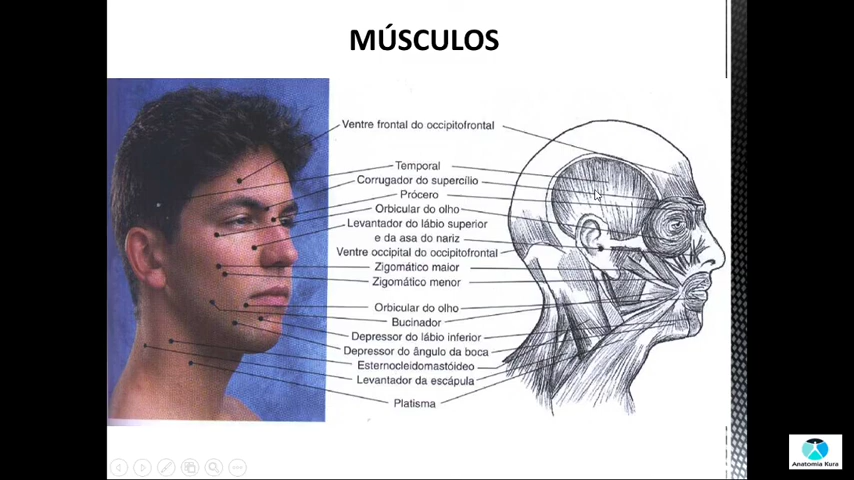 MÚSCULOS
Ventre frontal do occipitofrontal
Temporal
Corrugador do supercílio
Prócero
Orbicular do olho
Levantador do lábio superior
e da asa do nariz
Ventre occipital do occipitofrontal
Zigomático maior
Zigomático menor
Orbicular do olho
Bucinador
Depressor do lábio inferior
Depressor do ângulo da boca
Esternocleidomastóideo
Levantador da escápula
Platisma
Anatomia Kura